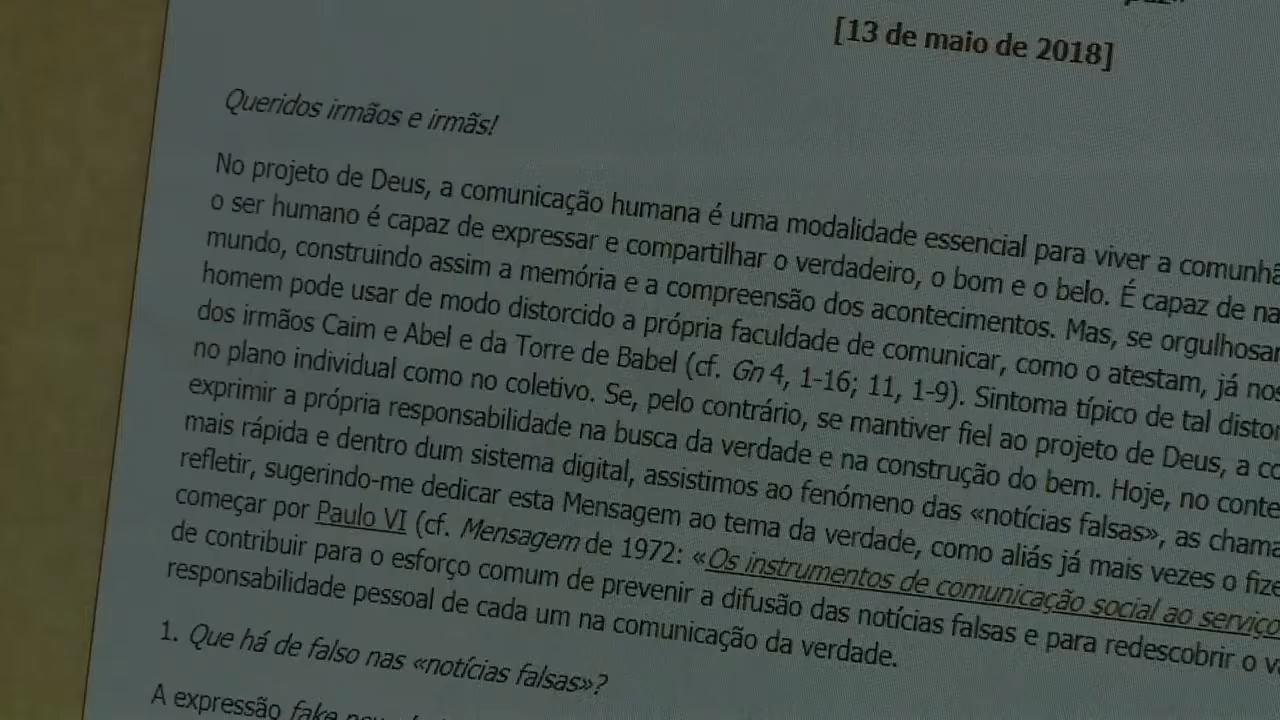 [13 de maio de 2018]
Queridos irmãos e irmãs!
No projeto de Deus, a comunicação humana é uma modalidade essencial para viver a
o ser humano é capaz de expressar e compartilhar o verdadeiro, o bom e o belo. É capaz de
mundo, construindo assim a memória e a compreensão dos acontecimentos. Mas, se
homem pode usar de modo distorcido a própria faculdade de comunicar, como o atestam, já
dos irmãos Caim e Abel e da Torre de Babel (cf. Gn 4, 1-16; 11, 1-9). Sintoma típico de tal
no plano individual como no coletivo. Se, pelo contrário, se mantiver fiel ao projeto de Deus, a
exprimir a própria responsabilidade na busca da verdade e na construção do bem. Hoje, no
mais rápida e dentro dum sistema digital, assistimos ao fenómeno das «notícias falsas», as
refletir, sugerindo-me dedicar esta Mensagem ao tema da verdade, como aliás já mais vezes o
começar por Paulo VI (cf. Mensagem de 1972: «Os instrumentos de comunicação social ao serviço
de contribuir para o esforço comum de prevenir a difusão das notícias falsas e para redescobrir o
responsabilidade pessoal de cada um na comunicação da verdade.
1. Que há de falso nas «notícias falsas»?
A expressão fake